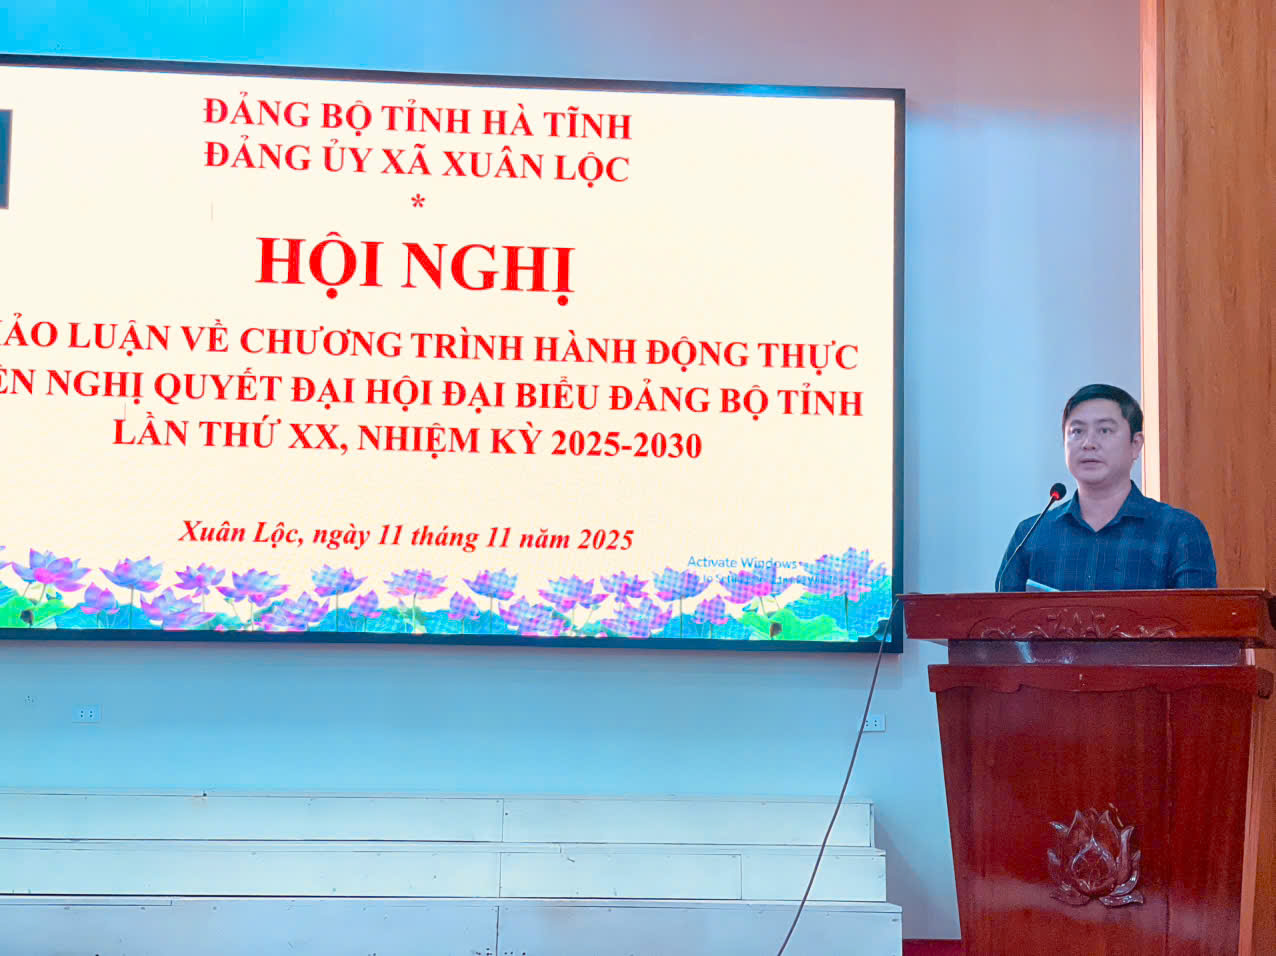 ĐẢNG BỘ TỈNH HÀ TĨNH
ĐẢNG ỦY XÃ XUÂN LỘC
*
HỘI NGHỊ
LUẬN VỀ CHƯƠNG TRÌNH HÀNH ĐỘNG THỰC
NGHỊ QUYẾT ĐẠI HỘI ĐẠI BIỂU ĐẢNG BỘ TỈNH
LẦN THỨ XX, NHIỆM KỲ 2025-2030
Xuân Lộc, ngày 11 tháng 11 năm 2025
Activate Windows